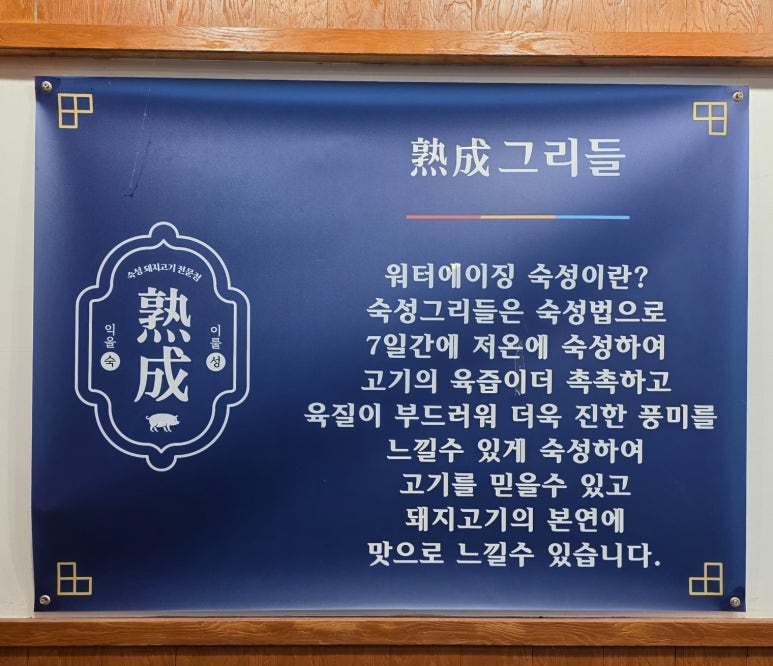 熟成그리들
워터에이징 숙성이란?
숙성그리들은 숙성법으로
7일간에 저온에 숙성하여
고기의 육즙이더 촉촉하고
육질이 부드러워 더욱 진한 풍미를
느낄수 있게 숙성하여
고기를 믿을수 있고
돼지고기의 본연에
맛으로 느낄수 있습니다.
숙성 돼지고기 전문점
熟成
익을 숙
이룰 성